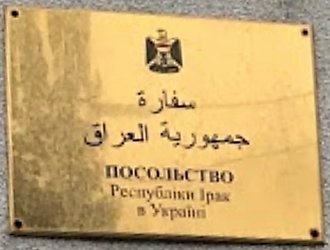 سفارة
جمهورية العراق
ПОСОЛЬСТВО
Республіки Ірак
в Україні